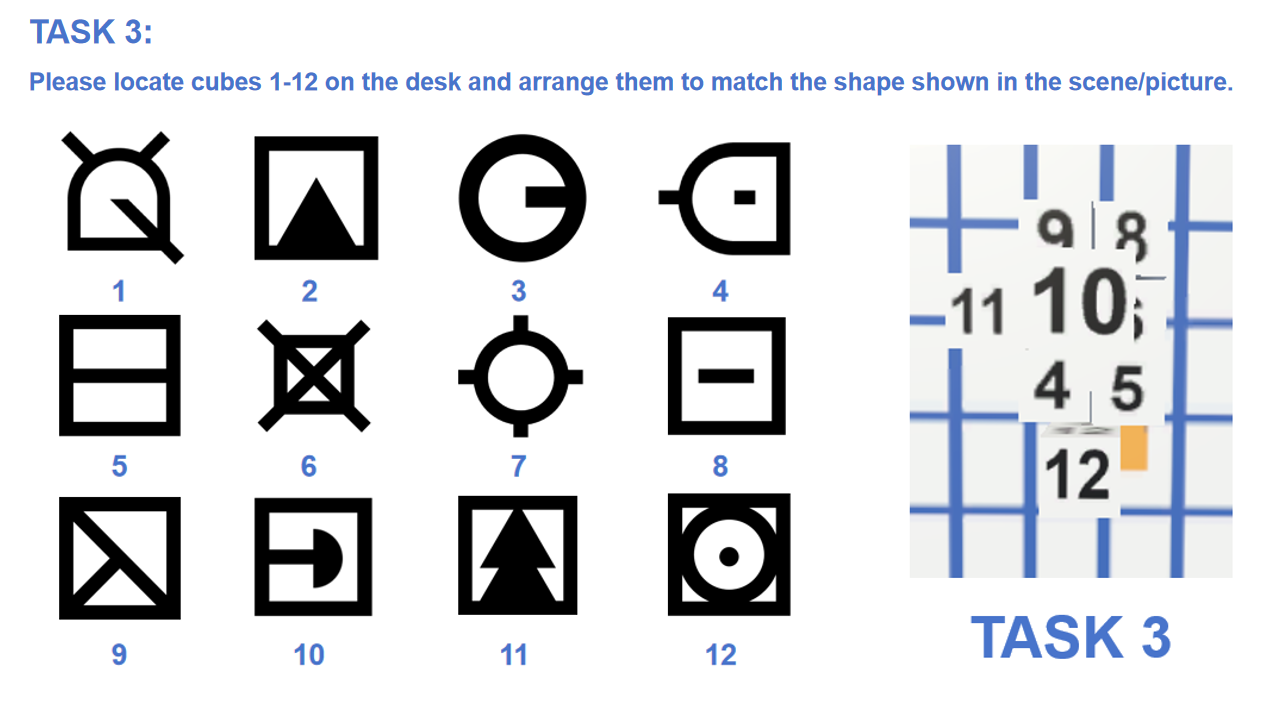 TASK 3:
Please locate cubes 1-12 on the desk and arrange them to match the shape shown in the scene/picture.
1 2 3 4
5 6 7 8
9 10 11 12
9 8
11 10
4 5
12
TASK 3